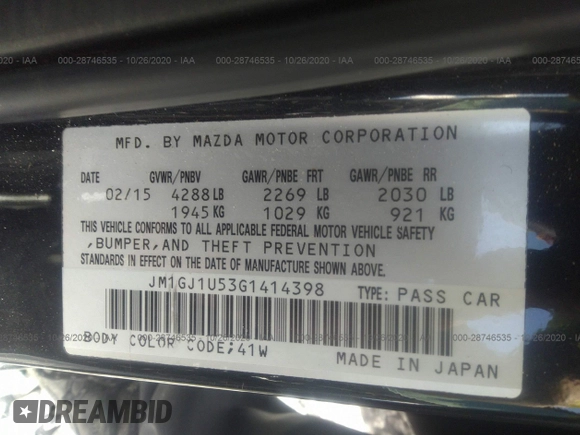 000-28746535 - 10/26/2020 - IAA
MFD. BY MAZDA MOTOR CORPORATION
DATE GVWR/PNBV GAWR/PNBE FRT GAWR/PNBE RR
02/15 4288 LB 2269 LB 2030 LB
1945 KG 1029 KG 921 KG
THIS VEHICLE CONFORMS TO ALL APPLICABLE FEDERAL MOTOR VEHICLE SAFETY
,BUMPER,AND THEFT PREVENTION
STANDARDS IN EFFECT ON THE DATE OF MANUFACTURE SHOWN ABOVE.
JM1GJ1U53G1414398 TYPE: PASS CAR
BODY COLOR CODE;41W
MADE IN JAPAN
DREAMBID